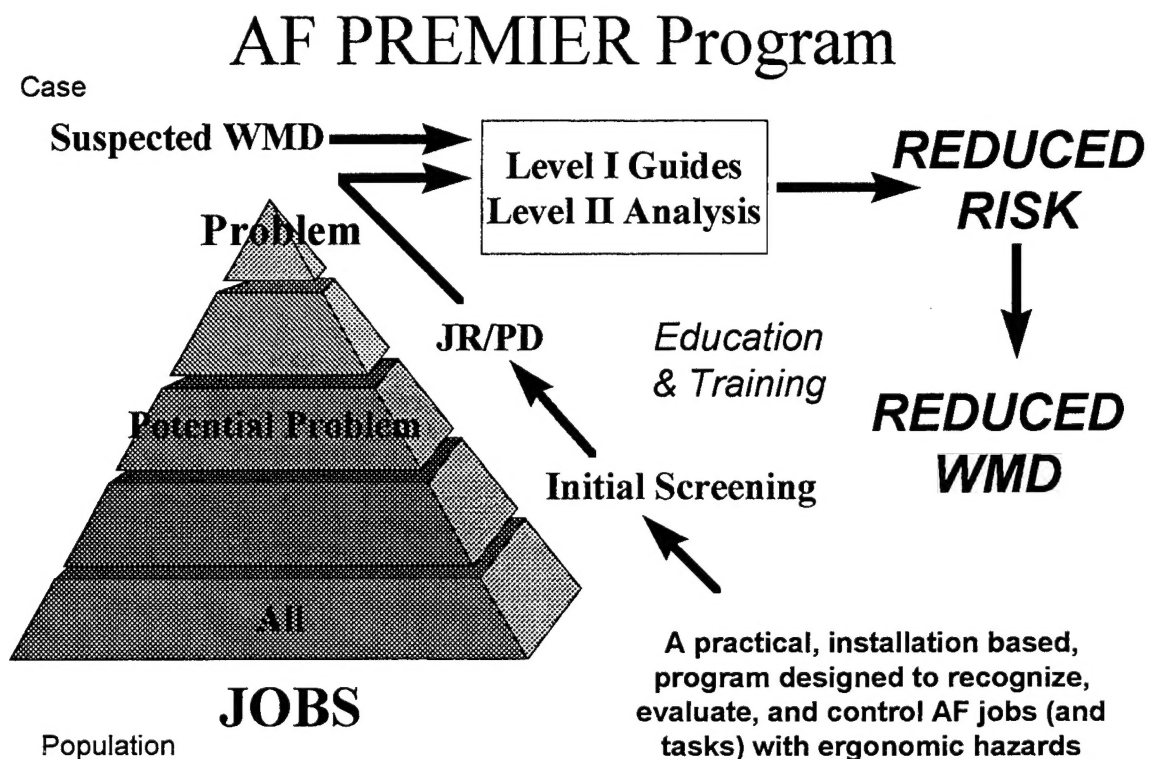 AF PREMIER Program
Case
Suspected WMD
Level I Guides
Level II Analysis
REDUCED
RISK
Problem
JR/PD
Education
& Training
REDUCED
WMD
Potential Problem
Initial Screening
All
JOBS
Population
A practical, installation based,
program designed to recognize,
evaluate, and control AF jobs (and
tasks) with ergonomic hazards